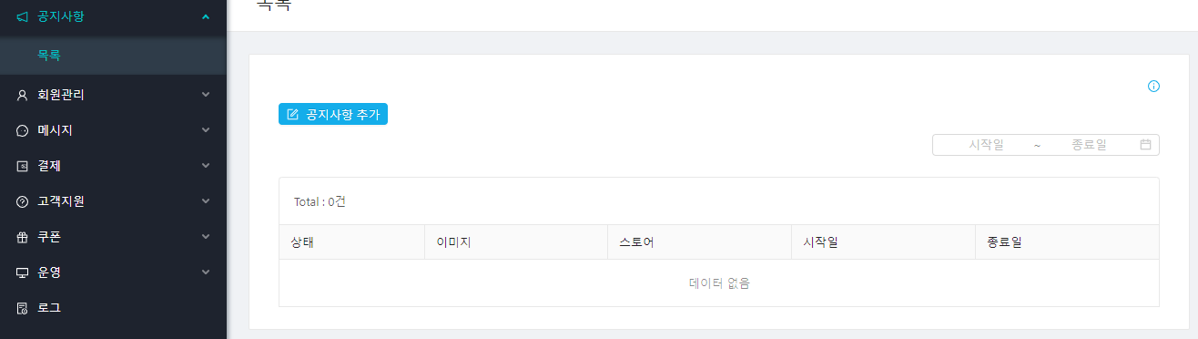 공지사항
목록
회원관리
메시지
결제
고객지원
쿠폰
운영
로그
목록
공지사항 추가
시작일 ~ 종료일
Total : 0건
상태 이미지 스토어 시작일 종료일
데이터 없음